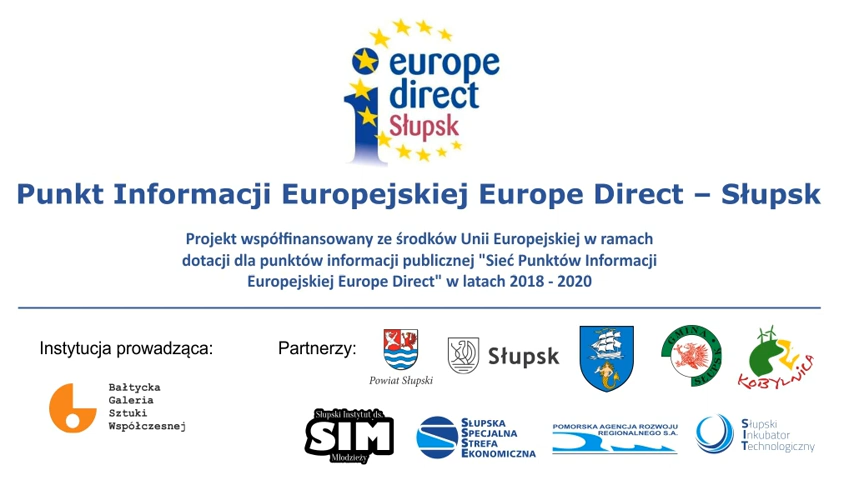 europe
direct
Słupsk
Punkt Informacji Europejskiej Europe Direct – Słupsk
Projekt współfinansowany ze środków Unii Europejskiej w ramach
dotacji dla punktów informacji publicznej "Sieć Punktów Informacji
Europejskiej Europe Direct" w latach 2018 - 2020
Instytucja prowadząca:
Partnerzy:
Powiat Słupski
Słupsk
GMINA SŁUPSK
KOBYLNICA
Bałtycka
Galeria
Sztuki
Współczesnej
Słupski Instytut ds.
SIM
Młodzieży
SŁUPSKA
SPECJALNA
STREFA
EKONOMICZNA
POMORSKA AGENCJA ROZWOJU
REGIONALNEGO S.A.
Słupski
Inkubator
Technologiczny